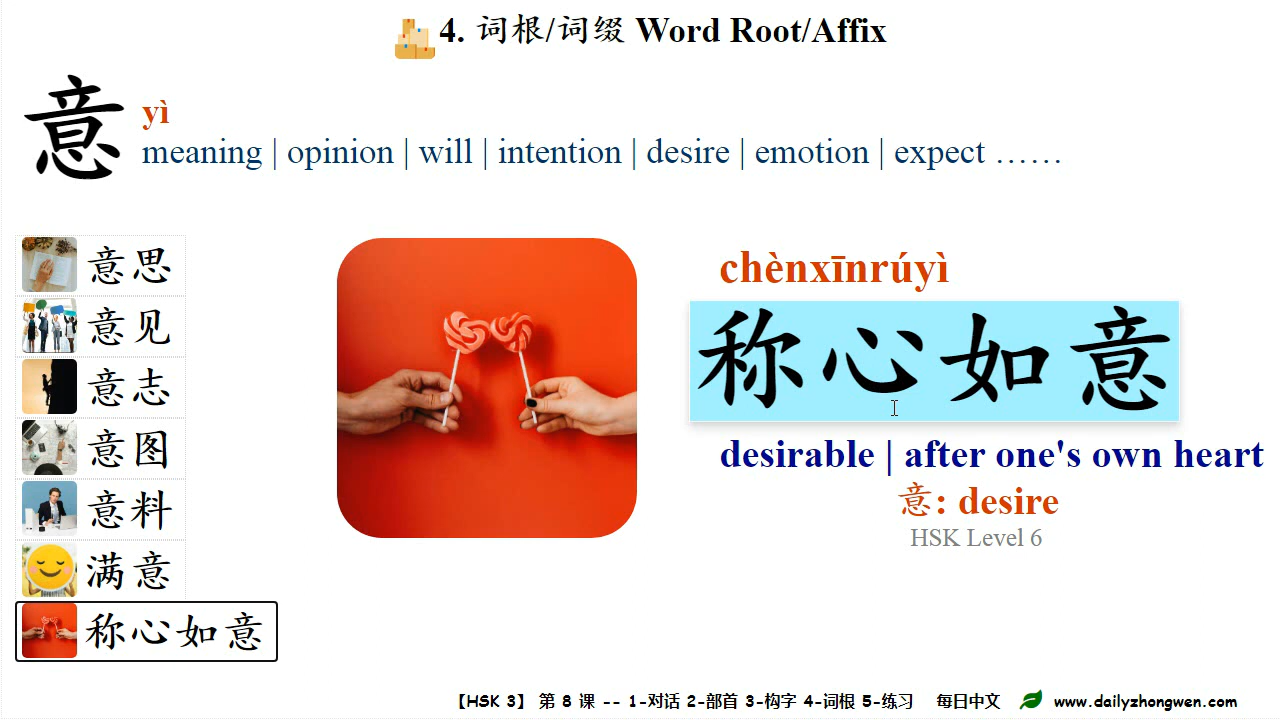 4. 词根/词缀 Word Root/Affix
意
yì
meaning | opinion | will | intention | desire | emotion | expect ……
意思
意见
意志
意图
意料
满意
称心如意
chènxīnrúyì
称心如意
desirable | after one's own heart
意: desire
HSK Level 6
【HSK 3】 第 8 课 -- 1-对话 2-部首 3-构字 4-词根 5-练习 每日中文 www.dailyzhongwen.com